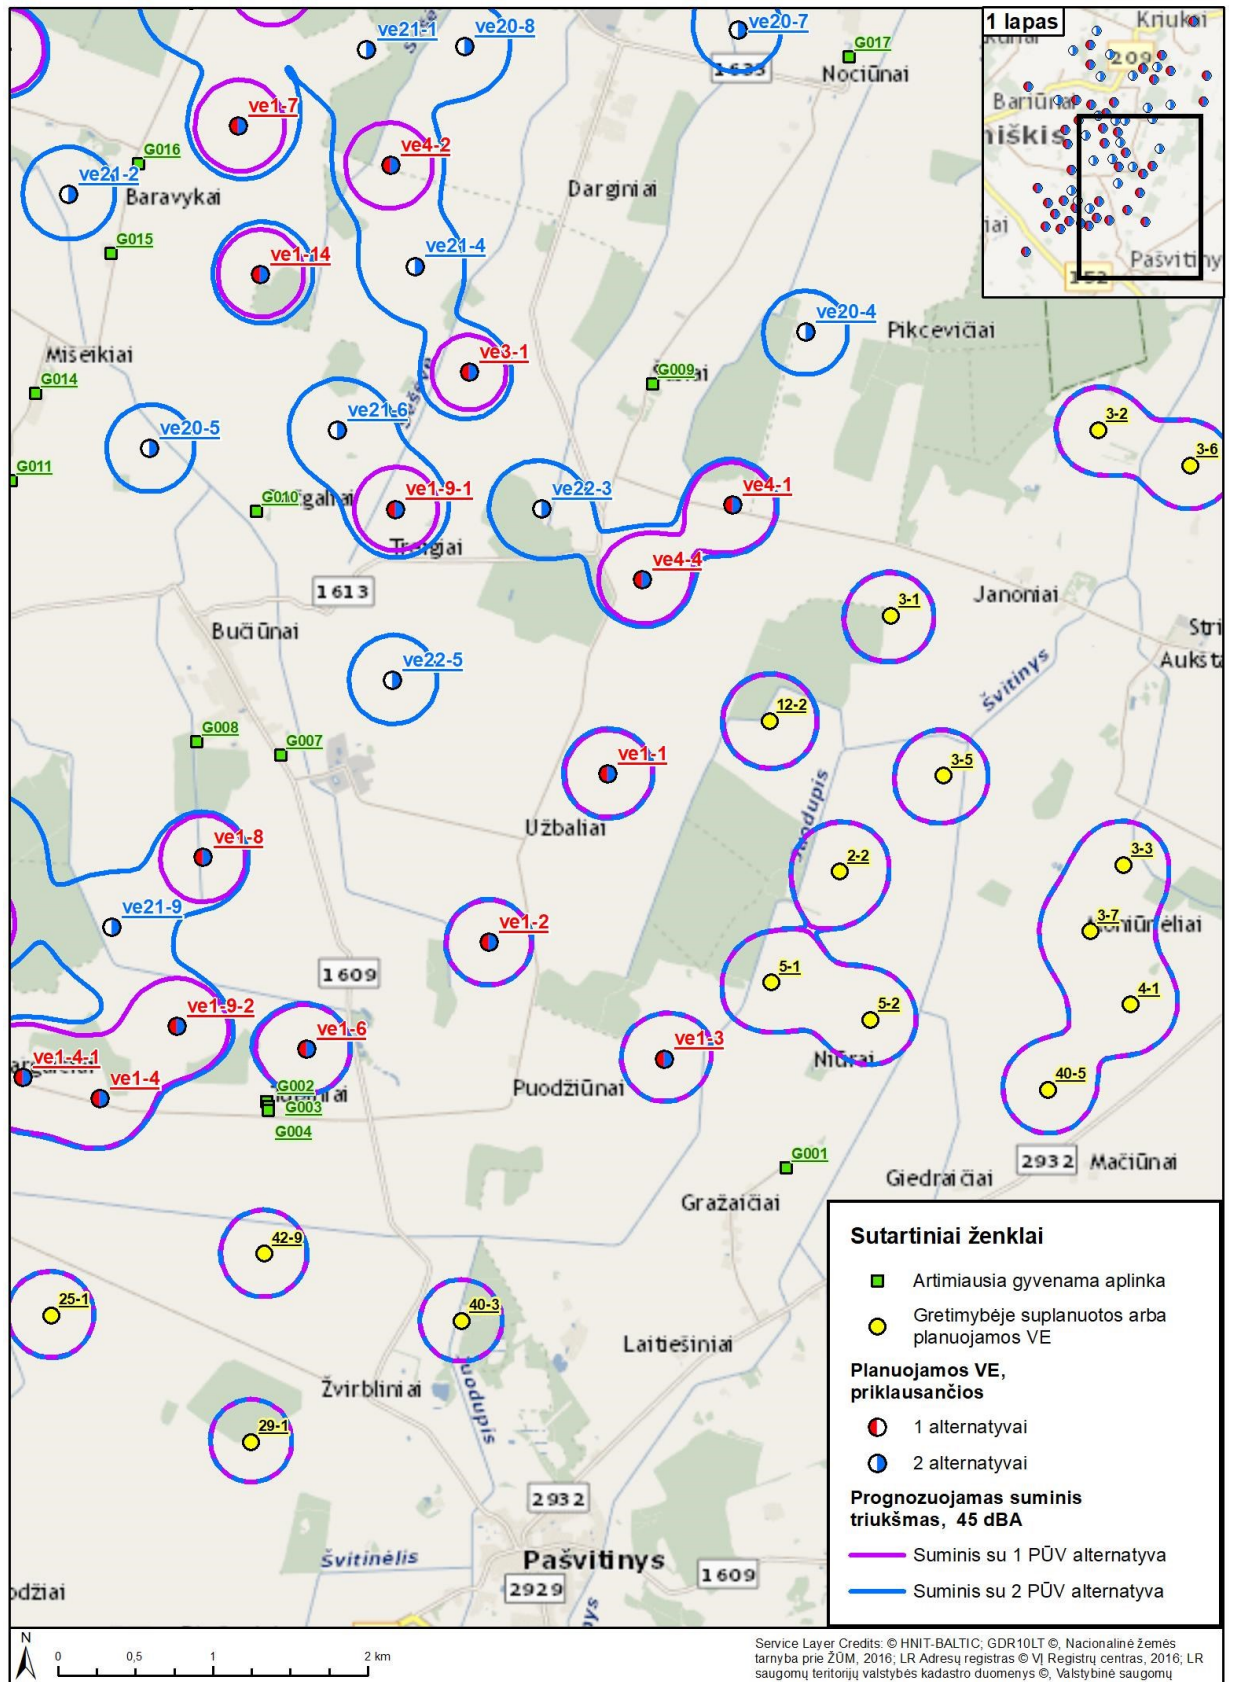 ve21-1
ve20-8
ve20-7
1 lapas
Kriukai
209
Bariūnai
niškis
152
Pašvitiny
G017
1633
Nociūnai
ve1-7
ve4-2
G016
ve21-2
Baravykai
Darginiai
G015
ve1-14
ve21-4
ve20-4
Pikčevičiai
Mišeikiai
G014
ve3-1
G009
ve21-6
ve20-5
3-2
3-6
G011
G010
ve1-9-1
ve22-3
ve4-1
ve4-4
1613
3-1
Janoniai
Bučiūnai
Stri
Aukšta
ve22-5
Švitinys
12-2
G008
G007
ve1-1
3-5
Užbaliai
ve1-8
2-2
3-3
ve21-9
ve1-2
3-7
1609
5-1
5-2
4-1
ve1-9-2
ve1-6
ve1-3
Niūrai
ve1-4-1
ve1-4
G002
G003
G004
Puodžiūnai
40-5
G001
2932
Mačiūnai
Giedraičiai
Gražaičiai
42-9
25-1
40-3
Laitiešiniai
Žvirbliniai
29-1
2932
Švitinėlis
Pašvitinys
2929
1609
odžiai
Sutartiniai ženklai
Artimiausia gyvenama aplinka
Gretimybėje suplanuotos arba
planuojamos VE
Planuojamos VE,
priklausančios
1 alternatyvai
2 alternatyvai
Prognozuojamas suminis
triukšmas, 45 dBA
Suminis su 1 PŪV alternatyva
Suminis su 2 PŪV alternatyva
N
0 0,5 1 2 km
Service Layer Credits: © HNIT-BALTIC; GDR10LT ©, Nacionalinė žemės
tarnyba prie ŽŪM, 2016; LR Adresų registras © VĮ Registrų centras, 2016; LR
saugomų teritorijų valstybės kadastro duomenys ©, Valstybinė saugomų